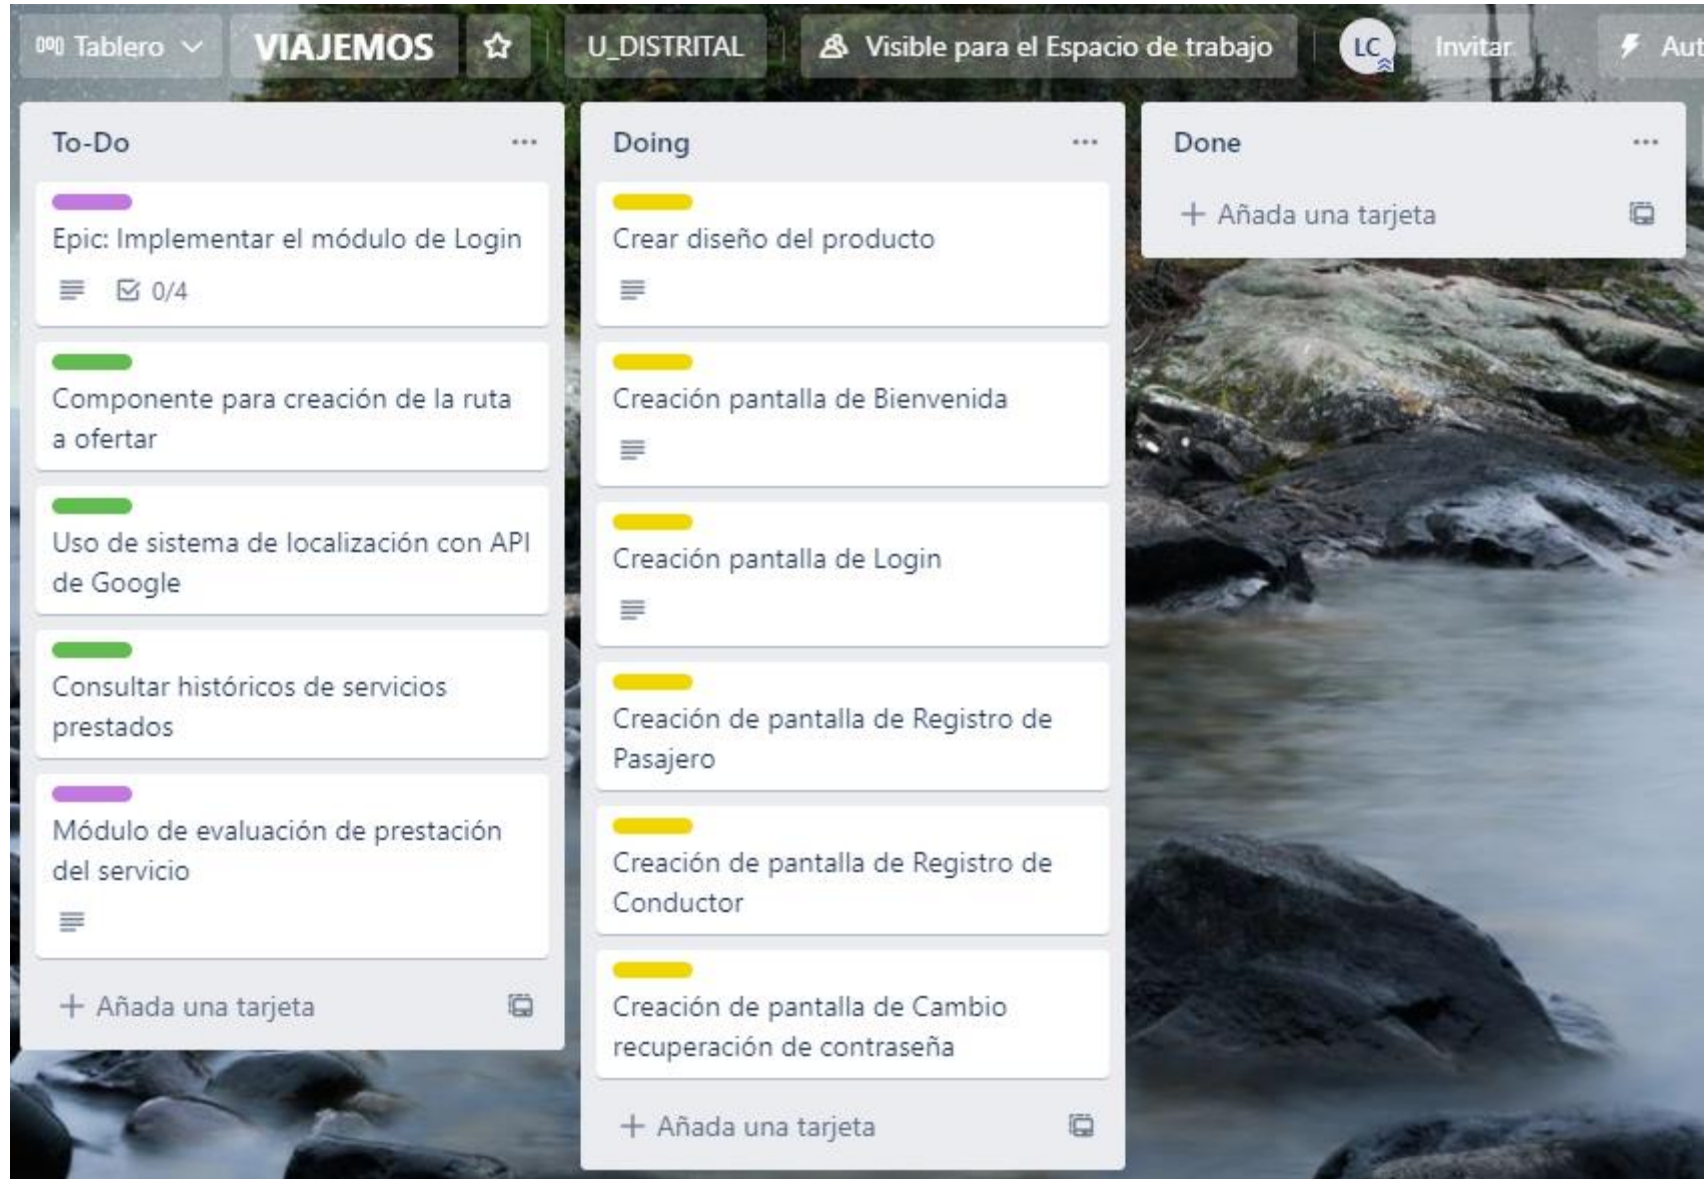 Tablero
VIAJEMOS
U_DISTRITAL
Visible para el Espacio de trabajo
LC
Invitar
Aut
To-Do
Epic: Implementar el módulo de Login
0/4
Componente para creación de la ruta
a ofertar
Uso de sistema de localización con API
de Google
Consultar históricos de servicios
prestados
Módulo de evaluación de prestación
del servicio
+ Añada una tarjeta
Doing
Crear diseño del producto
Creación pantalla de Bienvenida
Creación pantalla de Login
Creación de pantalla de Registro de
Pasajero
Creación de pantalla de Registro de
Conductor
Creación de pantalla de Cambio
recuperación de contraseña
+ Añada una tarjeta
Done
+ Añada una tarjeta